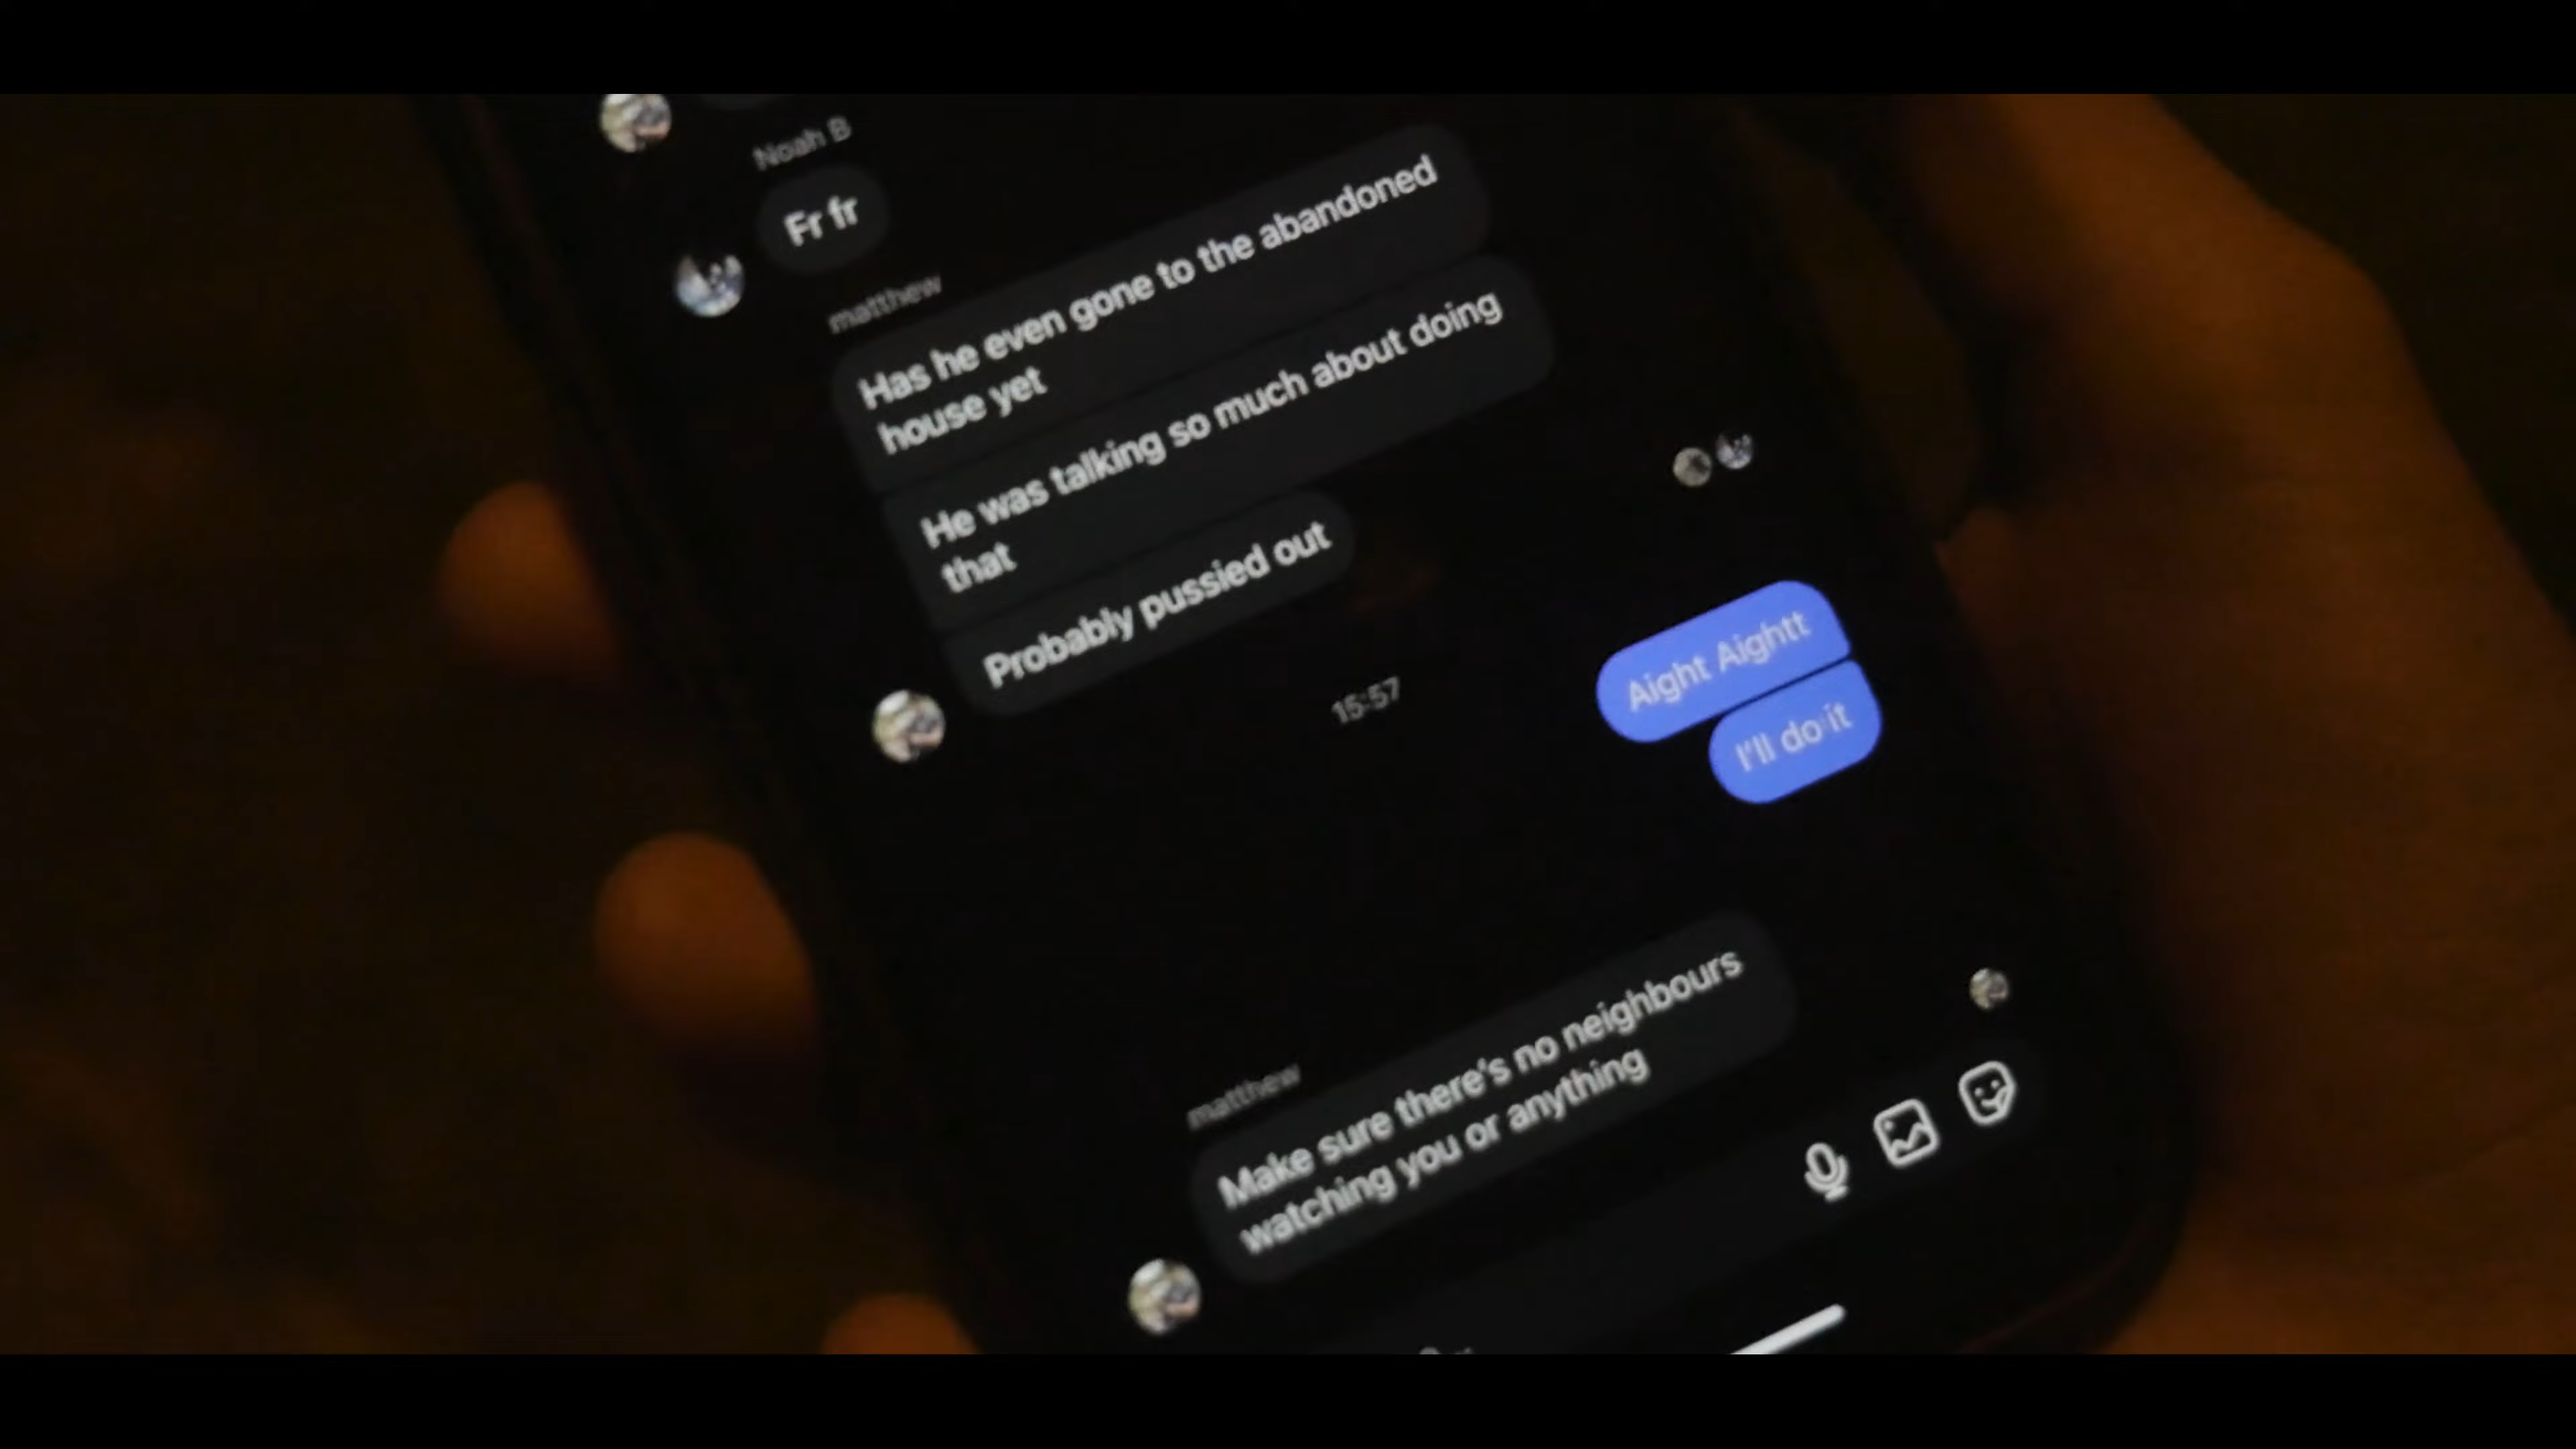 Noah B
Fr fr
matthew
Has he even gone to the abandoned
house yet
He was talking so much about doing
that
Probably pussied out
15:57
Aight Aightt
I'll do it
matthew
Make sure there's no neighbours
watching you or anything